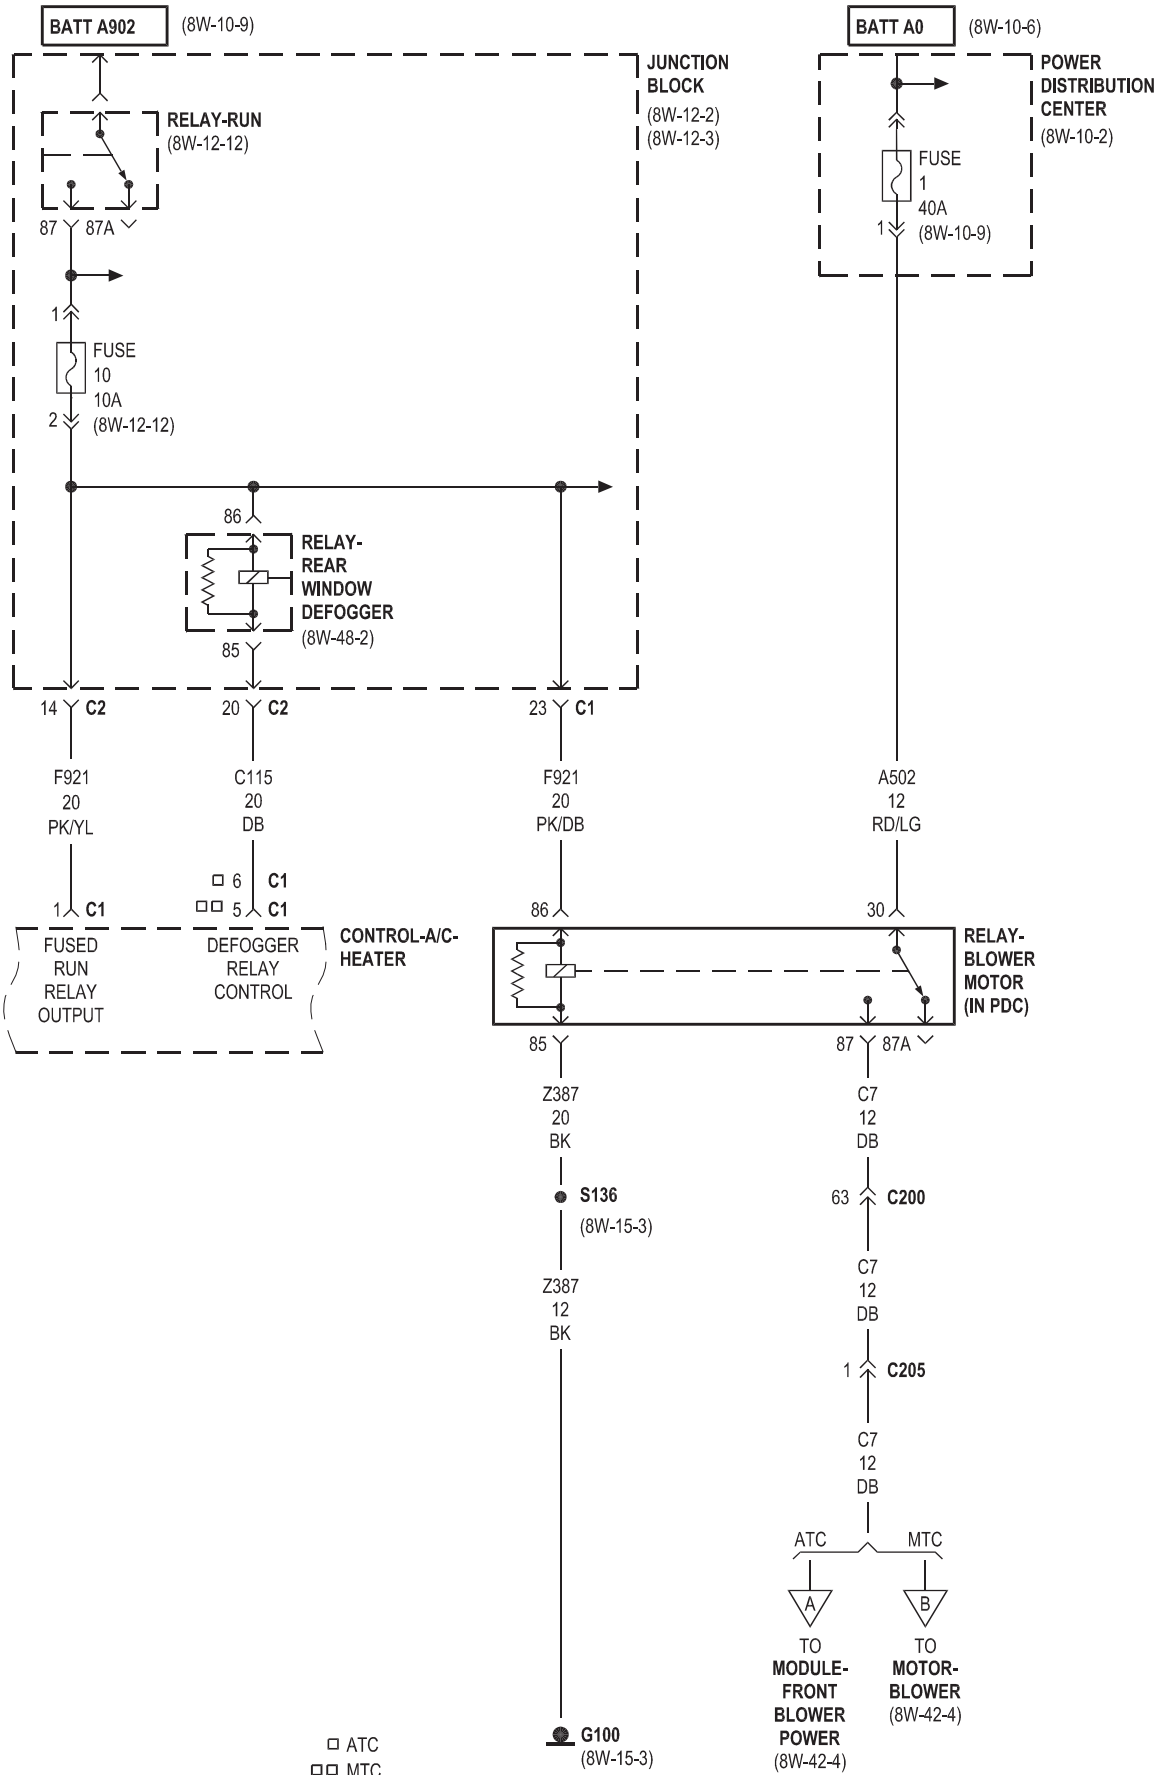 BATT A902 (8W-10-9)
BATT A0 (8W-10-6)
JUNCTION
BLOCK
(8W-12-2)
(8W-12-3)
POWER
DISTRIBUTION
CENTER
(8W-10-2)
RELAY-RUN
(8W-12-12)
87 87A
FUSE
1
40A
(8W-10-9)
1
1
FUSE
10
10A
(8W-12-12)
2
86
RELAY-
REAR
WINDOW
DEFOGGER
(8W-48-2)
85
14 C2
20 C2
23 C1
F921
20
PK/YL
C115
20
DB
F921
20
PK/DB
A502
12
RD/LG
□ 6 C1
□□ 5 C1
1 C1
86
30
FUSED
RUN
RELAY
OUTPUT
DEFOGGER
RELAY
CONTROL
CONTROL-A/C-
HEATER
RELAY-
BLOWER
MOTOR
(IN PDC)
85
87 87A
Z387
20
BK
C7
12
DB
S136
(8W-15-3)
63 C200
Z387
12
BK
C7
12
DB
1 C205
C7
12
DB
ATC MTC
A
B
TO
MODULE-
FRONT
BLOWER
POWER
(8W-42-4)
TO
MOTOR-
BLOWER
(8W-42-4)
G100
(8W-15-3)
□ ATC
□□ MTC